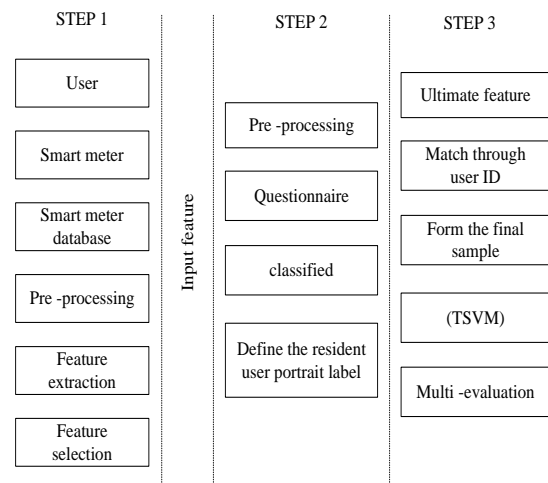 STEP 1
User
Smart meter
Smart meter
database
Pre -processing
Feature
extraction
Feature
selection
Input feature
STEP 2
Pre -processing
Questionnaire
classified
Define the resident
user portrait label
STEP 3
Ultimate feature
Match through
user ID
Form the final
sample
(TSVM)
Multi -evaluation